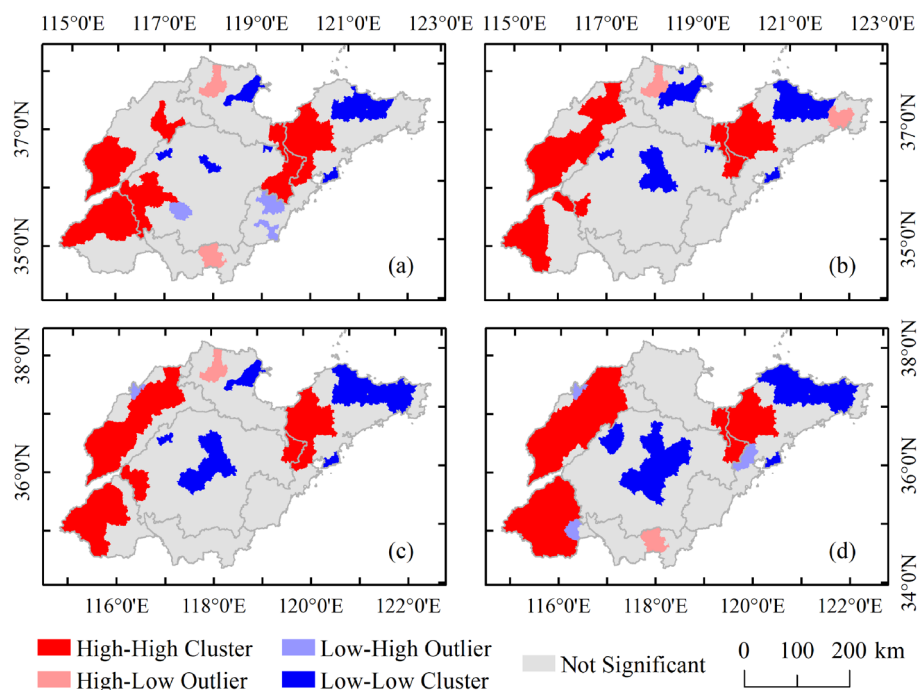 115°0'E 117°0'E 119°0'E 121°0'E 123°0'E 115°0'E 117°0'E 119°0'E 121°0'E 123°0'E
37°0'N
35°0'N
(a)
37°0'N
35°0'N
(b)
38°0'N
36°0'N
(c)
38°0'N
36°0'N
34°0'N
(d)
116°0'E 118°0'E 120°0'E 122°0'E 116°0'E 118°0'E 120°0'E 122°0'E
High-High Cluster Low-High Outlier
High-Low Outlier Low-Low Cluster
Not Significant
0 100 200 km